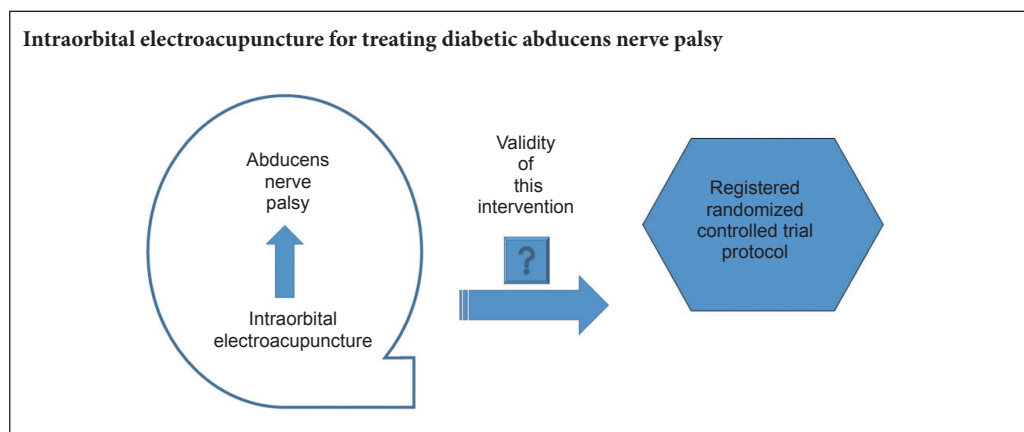 Intraorbital electroacupuncture for treating diabetic abducens nerve palsy
Abducens
nerve
palsy
Intraorbital
electroacupuncture
Validity
of
this
intervention
?
Registered
randomized
controlled trial
protocol